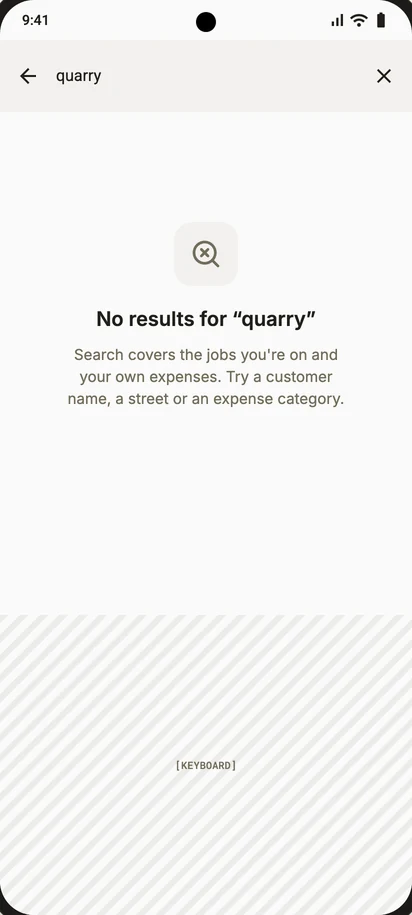 9:41
quarry
No results for “quarry”
Search covers the jobs you're on and
your own expenses. Try a customer
name, a street or an expense category.
[KEYBOARD]